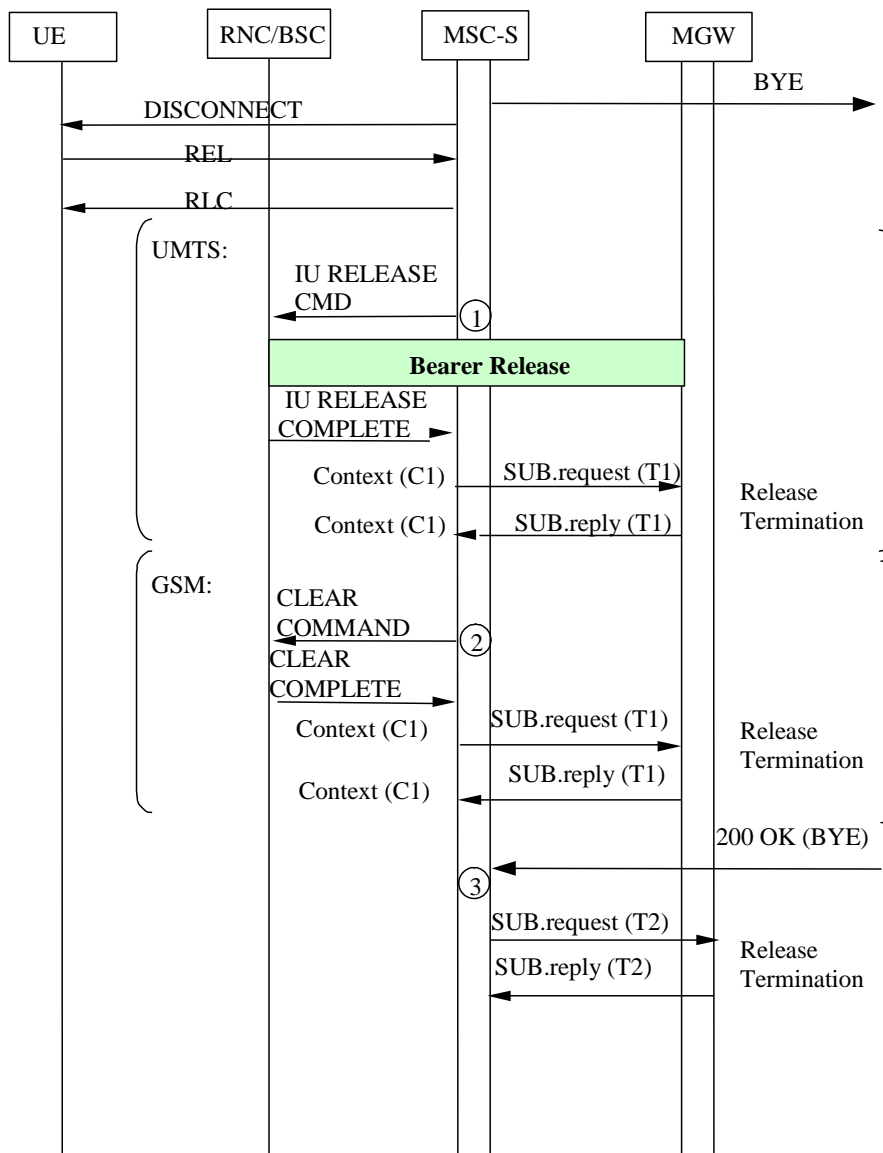 UE
RNC/BSC
MSC-S
MGW
BYE
DISCONNECT
REL
RLC
UMTS:
IU RELEASE
CMD
1
Bearer Release
IU RELEASE
COMPLETE
Context (C1)
SUB.request (T1)
Release
Termination
Context (C1)
SUB.reply (T1)
GSM:
CLEAR
COMMAND
2
CLEAR
COMPLETE
Context (C1)
SUB.request (T1)
Release
Termination
Context (C1)
SUB.reply (T1)
200 OK (BYE)
3
SUB.request (T2)
Release
Termination
SUB.reply (T2)